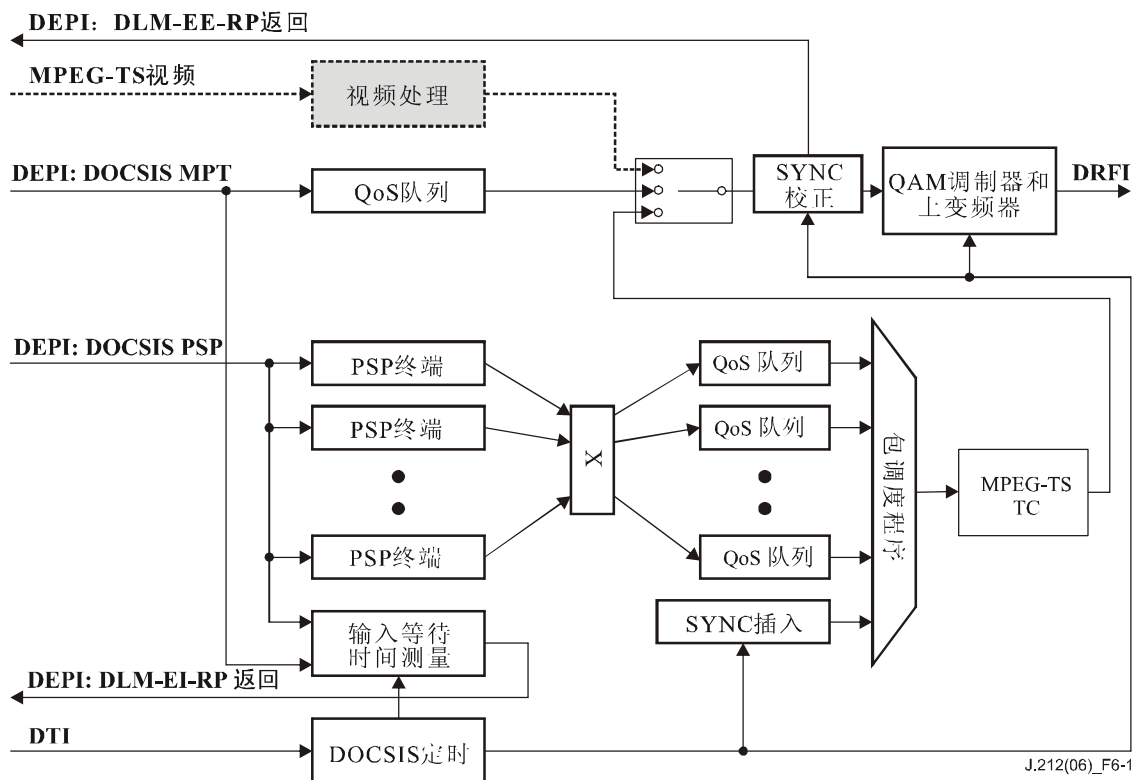 DEPI: DLM-EE-RP返回
MPEG-TS视频
视频处理
DEPI: DOCSIS MPT
QoS队列
SYNC
校正
QAM调制器和
上变频器
DRFI
DEPI: DOCSIS PSP
PSP终端
QoS 队列
PSP终端
QoS 队列
X
包调度程序
MPEG-TS
TC
PSP终端
QoS 队列
输入等待
时间测量
SYNC插入
DEPI: DLM-EI-RP 返回
DTI
DOCSIS定时
J.212(06)_F6-1